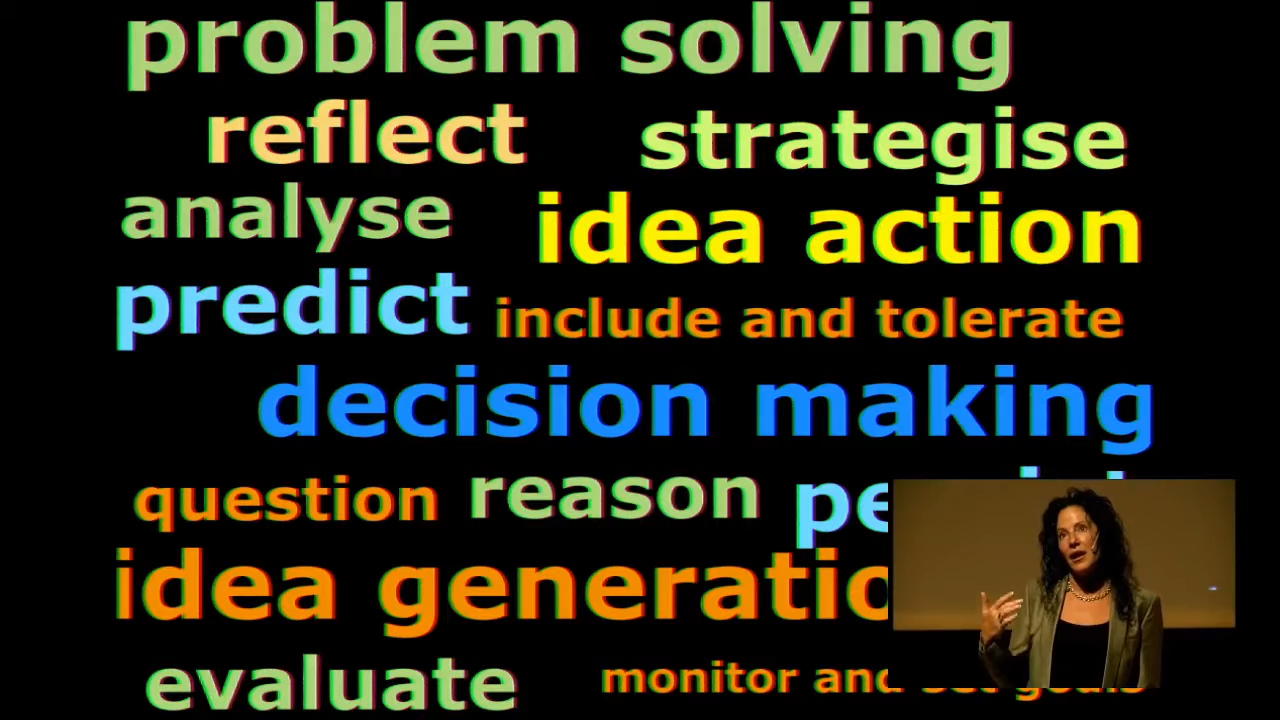 problem solving
reflect strategise
analyse idea action
predict include and tolerate
decision making
question reason
idea
evaluate monitor and